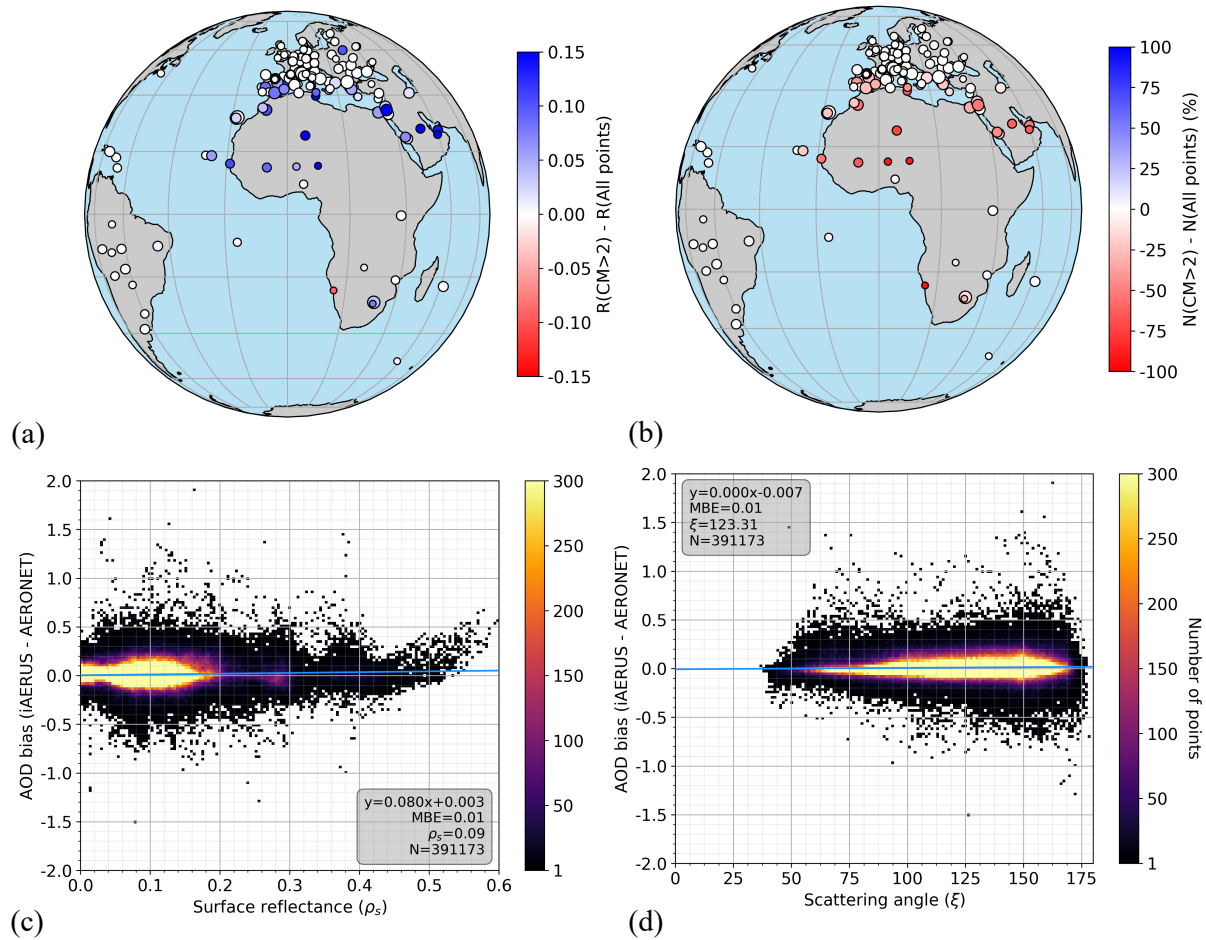 0.15
0.10
0.05
0.00
-0.05
-0.10
-0.15
R(CM>2) - R(All points)
(a)
100
75
50
25
0
-25
-50
-75
-100
N(CM>2) - N(All points) (%)
(b)
2.0
1.5
1.0
0.5
0.0
-0.5
-1.0
-1.5
-2.0
AOD bias (iAERUS - AERONET)
0.0 0.1 0.2 0.3 0.4 0.5 0.6
Surface reflectance (ρs)
y=0.080x+0.003
MBE=0.01
ρs=0.09
N=391173
300
250
200
150
100
50
1
(c)
2.0
1.5
1.0
0.5
0.0
-0.5
-1.0
-1.5
-2.0
AOD bias (iAERUS - AERONET)
y=0.000x-0.007
MBE=0.01
ξ=123.31
N=391173
0 25 50 75 100 125 150 175
Scattering angle (ξ)
300
250
200
150
100
50
1
Number of points
(d)